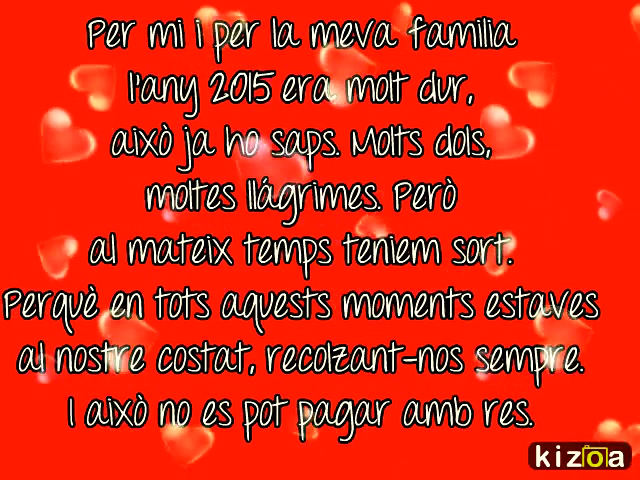 Per mi i per la meva familia
l'any 2015 era molt dur,
això ja ho saps. Molts dols,
moltes llágrimes. Però
al mateix temps teniem sort.
Perquè en tots aquests moments estaves
al nostre costat, recolzant-nos sempre.
I això no es pot pagar amb res.
kizoa